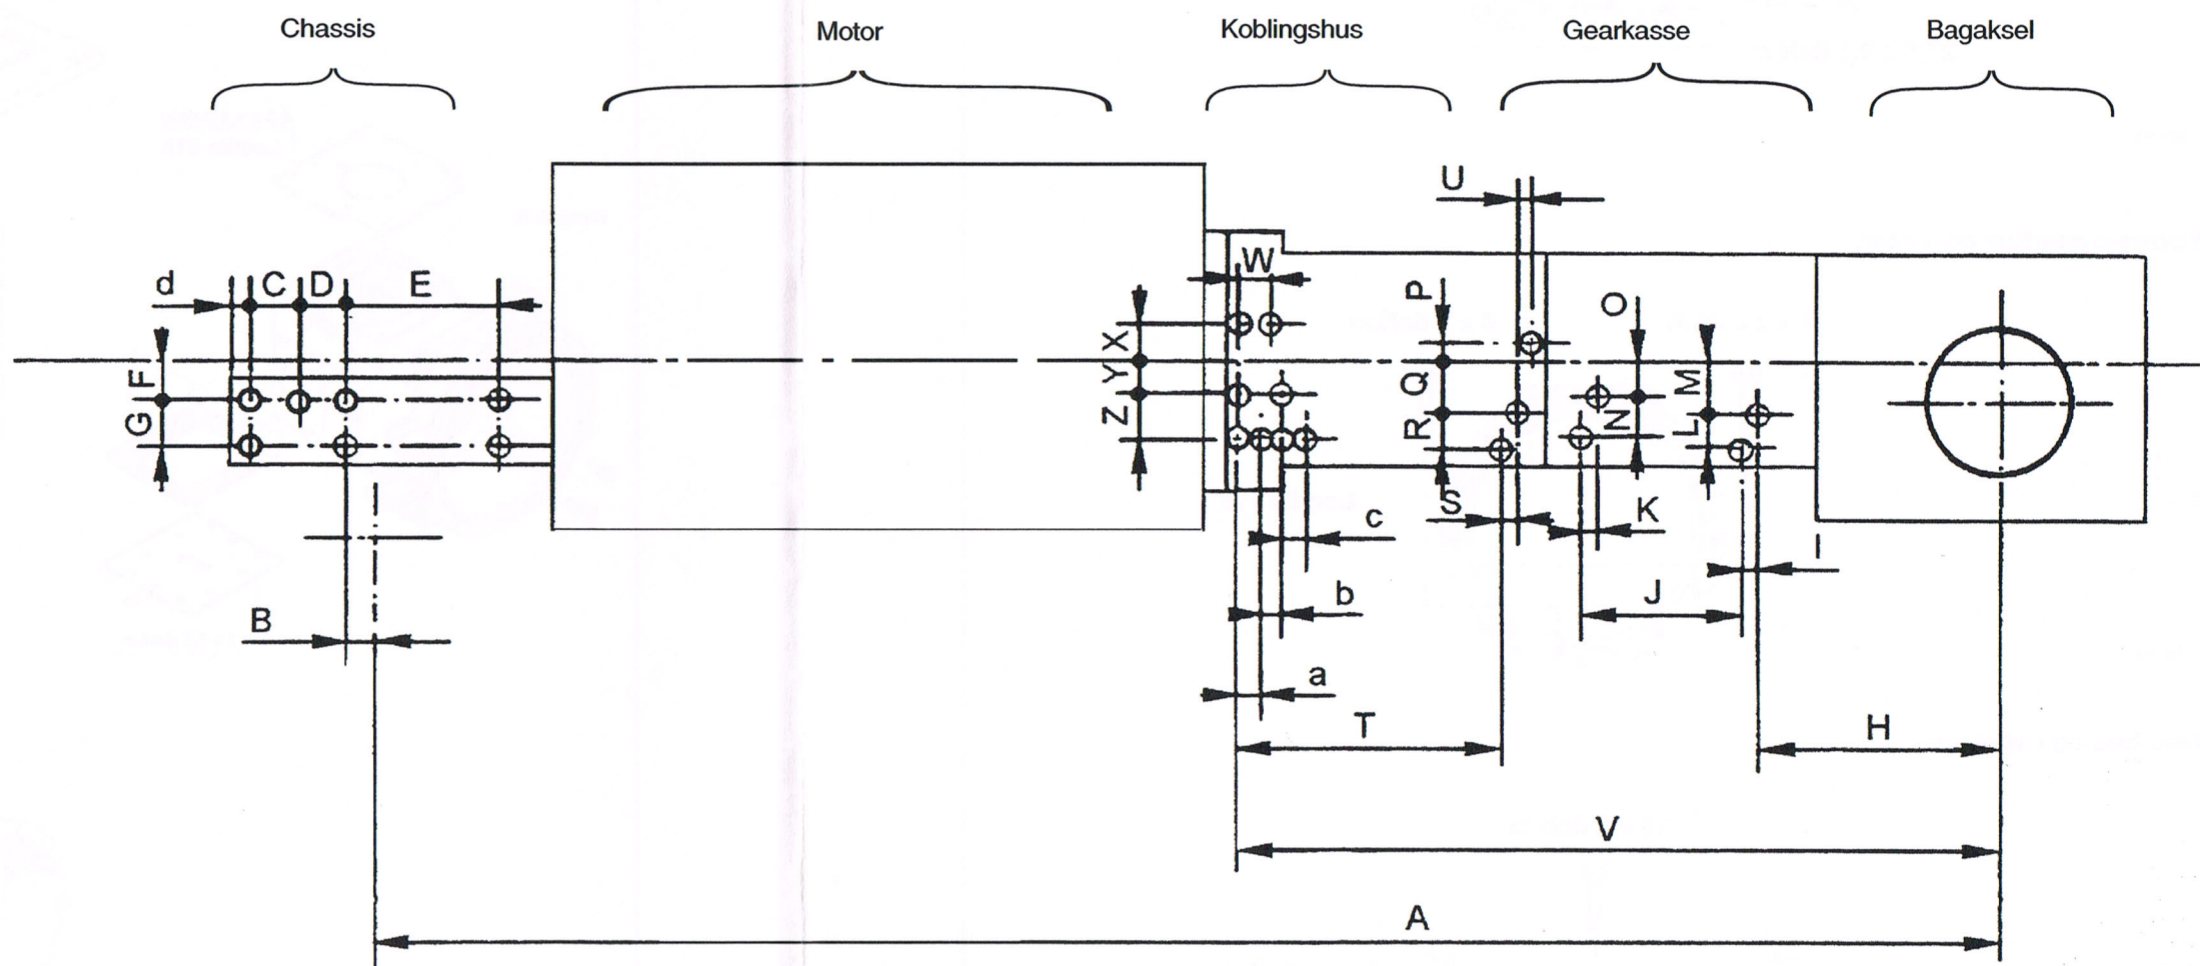 Chassis
Motor
Koblingshus
Gearkasse
Bagaksel
U
d C D E
W
P
O
X
F
Y
Q
M
G
Z
R
N
L
S
K
c
I
b
J
B
a
T
H
V
A